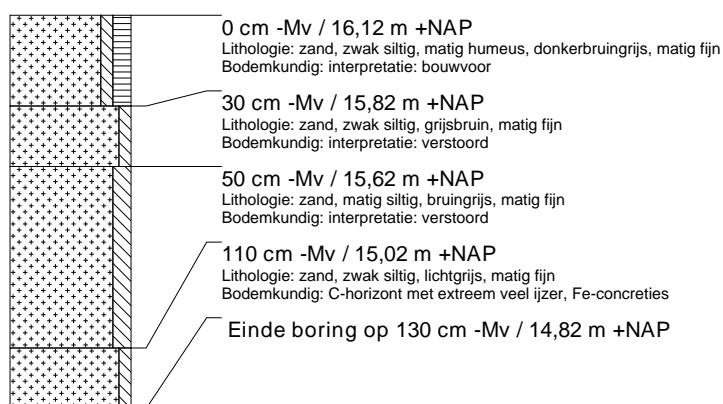 0 cm -Mv / 16,12 m +NAP
Lithologie: zand, zwak siltig, matig humeus, donkerbruingrijs, matig fijn
Bodemkundig: interpretatie: bouwvoor
30 cm -Mv / 15,82 m +NAP
Lithologie: zand, zwak siltig, grijsbruin, matig fijn
Bodemkundig: interpretatie: verstoord
50 cm -Mv / 15,62 m +NAP
Lithologie: zand, matig siltig, bruingrijs, matig fijn
Bodemkundig: interpretatie: verstoord
110 cm -Mv / 15,02 m +NAP
Lithologie: zand, zwak siltig, lichtgrijs, matig fijn
Bodemkundig: C-horizont met extreem veel ijzer, Fe-concreties
Einde boring op 130 cm -Mv / 14,82 m +NAP